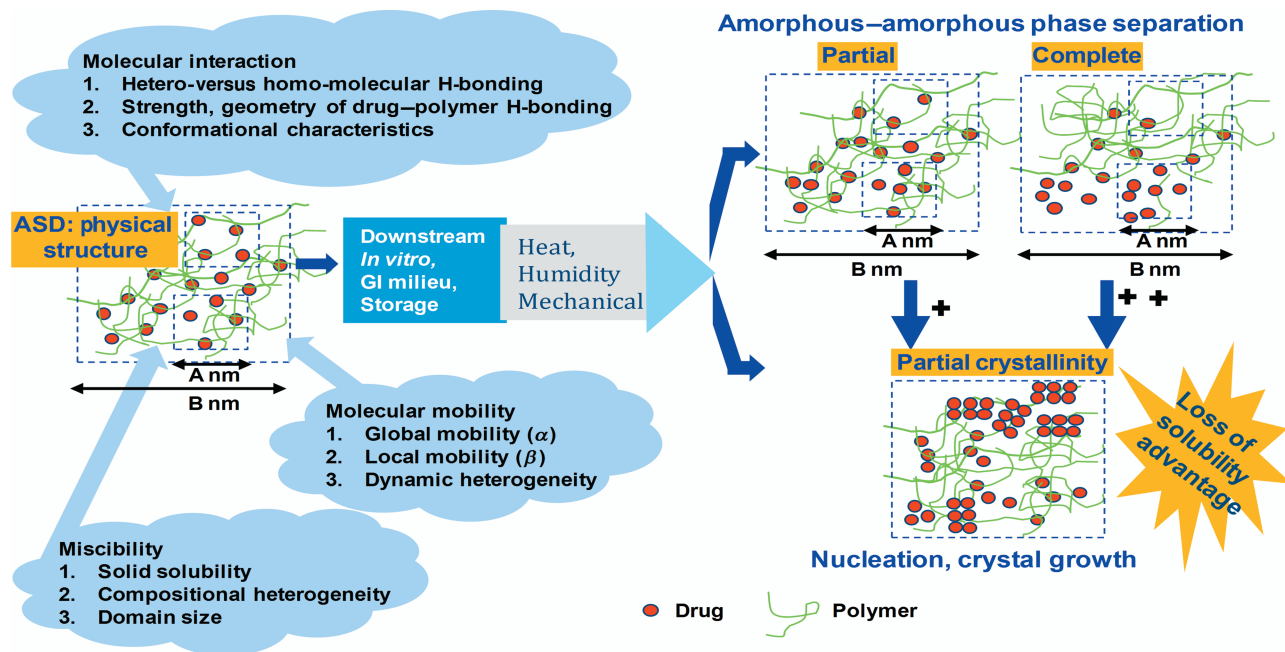 Molecular interaction
1. Hetero-versus homo-molecular H-bonding
2. Strength, geometry of drug–polymer H-bonding
3. Conformational characteristics
ASD: physical
structure
A nm
B nm
Downstream
In vitro,
GI milieu,
Storage
Heat,
Humidity
Mechanical
Molecular mobility
1. Global mobility (α)
2. Local mobility (β)
3. Dynamic heterogeneity
Miscibility
1. Solid solubility
2. Compositional heterogeneity
3. Domain size
Amorphous–amorphous phase separation
Partial
Complete
A nm
B nm
A nm
B nm
+
+ +
Partial crystallinity
Loss of
solubility
advantage
Nucleation, crystal growth
Drug
Polymer